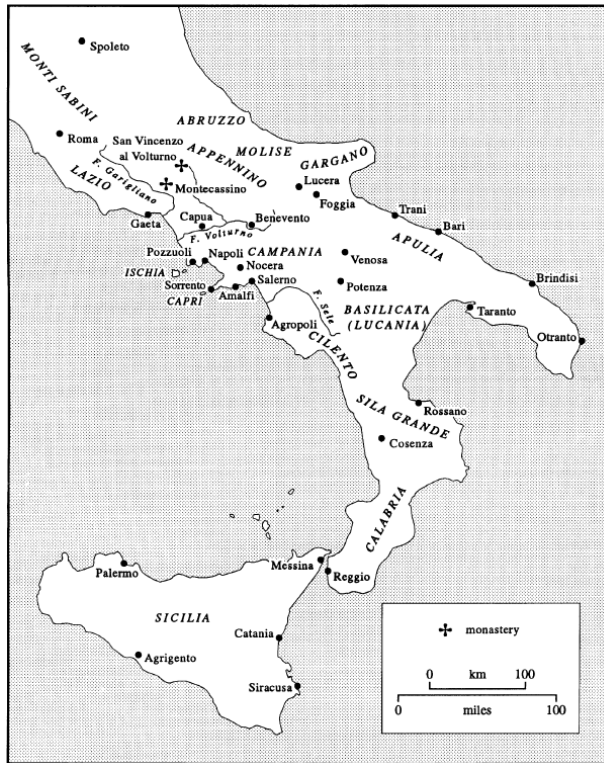 Spoleto
MONTI SABINI
ABRUZZO
Roma
San Vincenzo
al Volturno
MOLISE
APPENNINO
GARGANO
F. Garigliano
LAZIO
Montecassino
Lucera
Foggia
Gaeta
Capua
Benevento
Trani
F. Volturno
Bari
APULIA
Pozzuoli
Napoli
CAMPANIA
Nocera
Venosa
ISCHIA
Sorrento
Salerno
Potenza
Brindisi
CAPRI
Amalfi
F. Sele
BASILICATA
(LUCANIA)
Taranto
Agropoli
CILENTO
Otranto
Rossano
SILA GRANDE
Cosenza
CALABRIA
Messina
Palermo
Reggio
SICILIA
Catania
Agrigento
Siracusa
monastery
0 km 100
0 miles 100